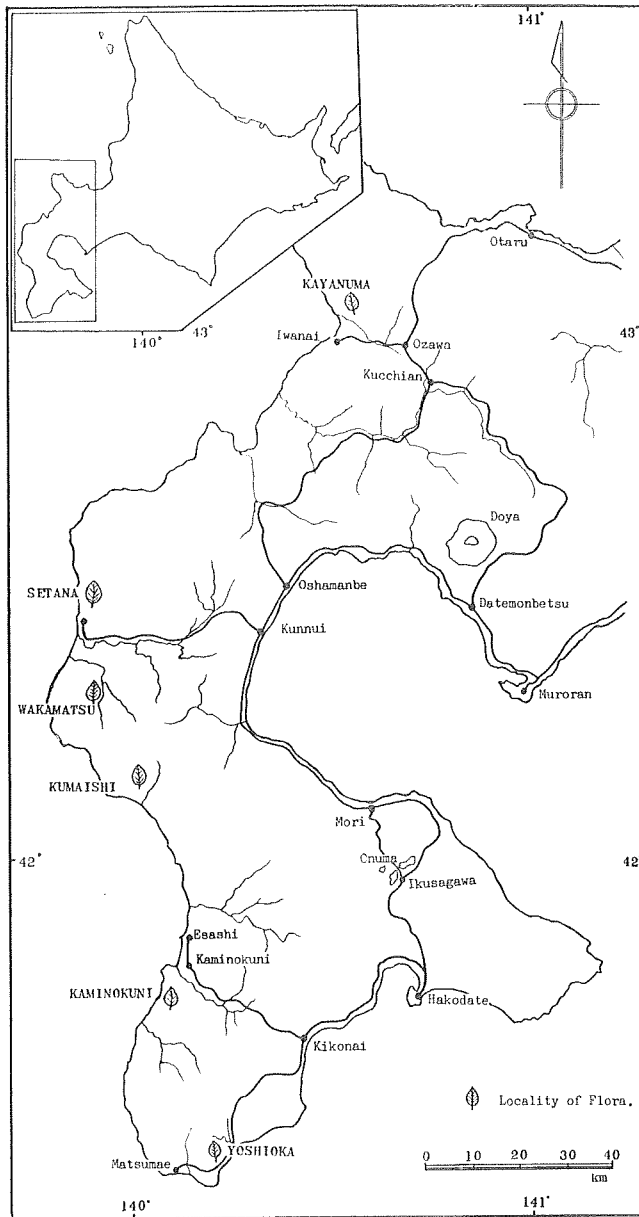 141°
140° 43°
Otaru
KAYANUMA
43°
Iwanai
Ozawa
Kucchian
Doya
SETANA
Oshamanbe
Datemonbetsu
Kunnui
Muroran
WAKAMATSU
KUMAISHI
Mori
42°
42
Onuma
Ikusagawa
Esashi
Kaminokuni
KAMINOKUNI
Hakodate
Kikonai
Locality of Flora.
YOSHIOKA
Matsumae
0 10 20 30 40
km
140°
141°